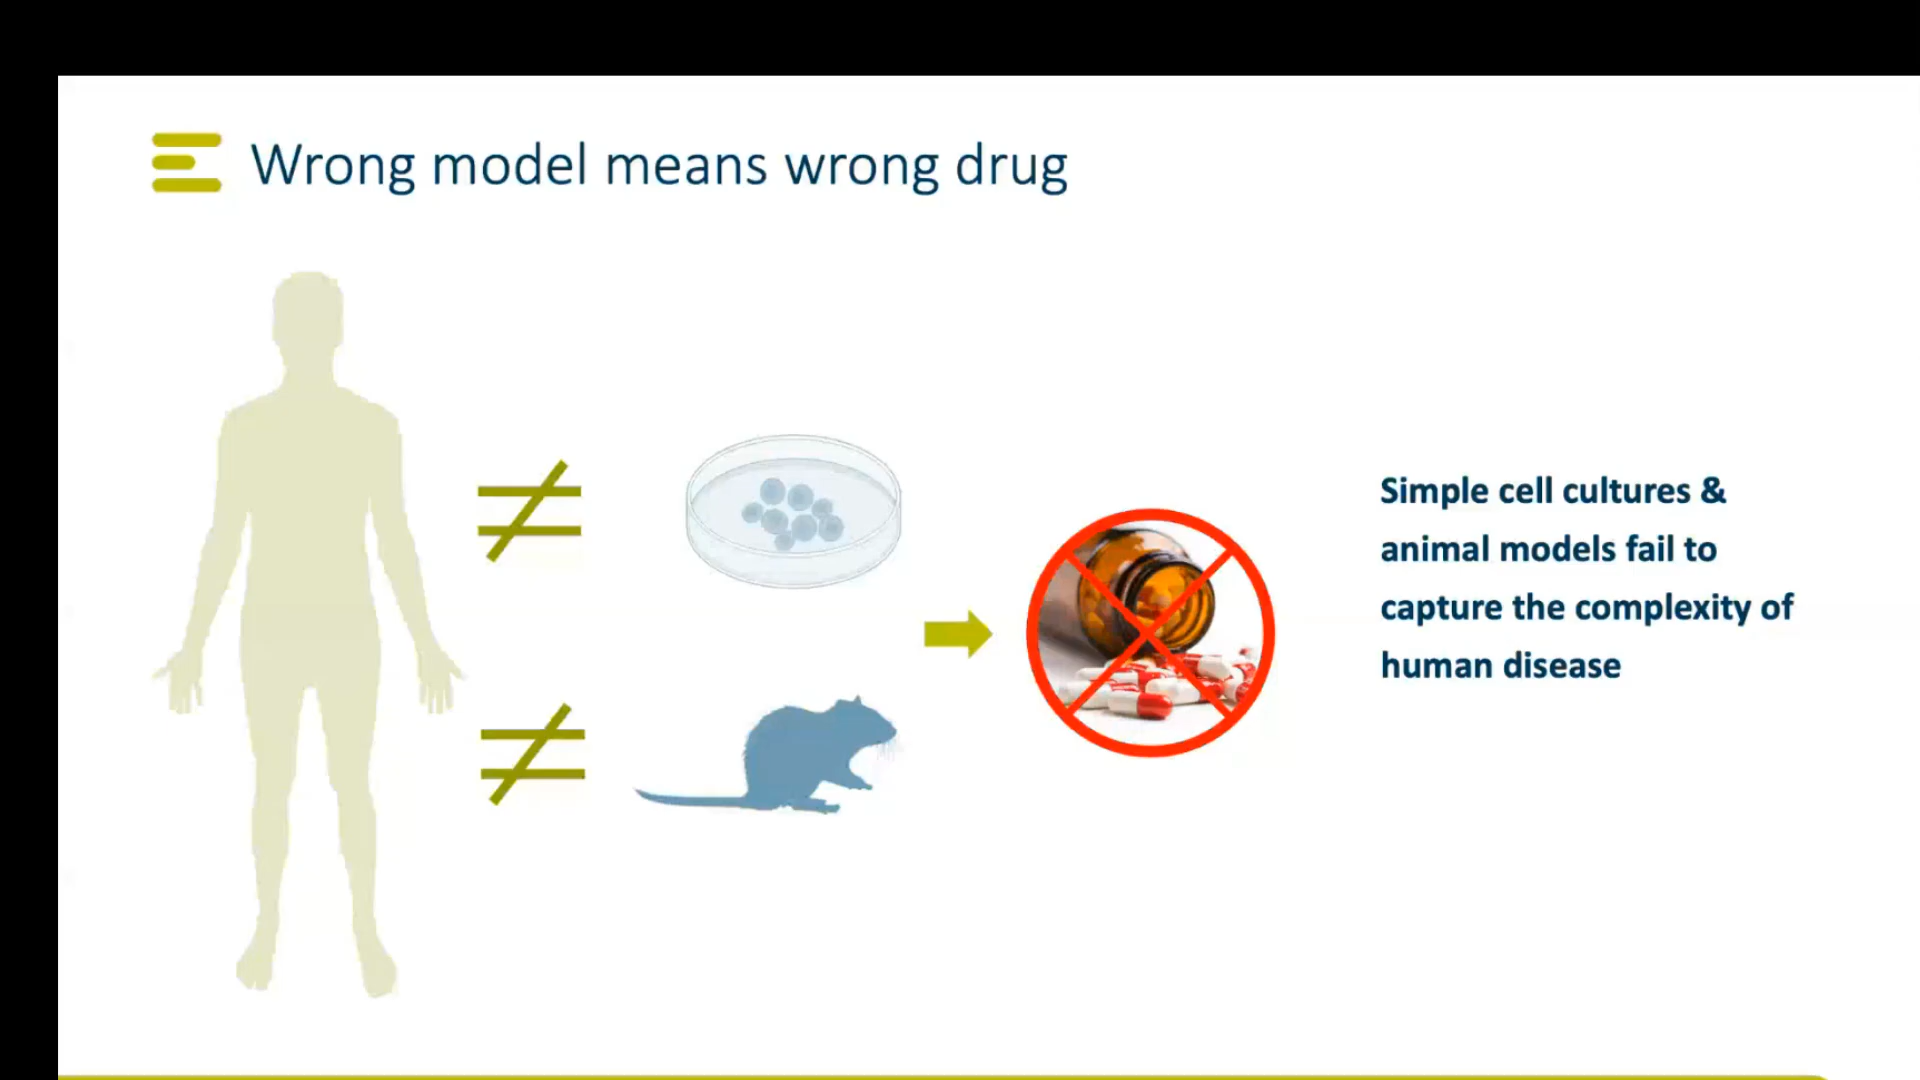 Wrong model means wrong drug
≠
≠
Simple cell cultures &
animal models fail to
capture the complexity of
human disease